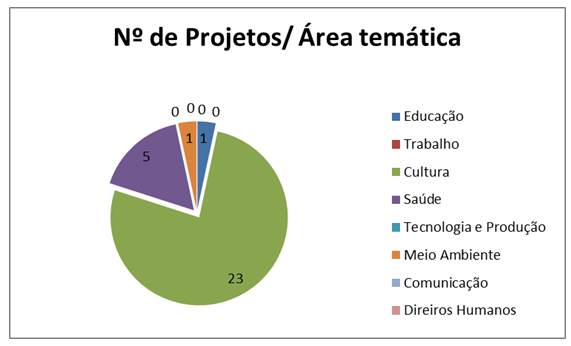 Nº de Projetos/ Área temática
0 0 0 0
1 1
5
23
Educação
Trabalho
Cultura
Saúde
Tecnologia e Produção
Meio Ambiente
Comunicação
Direiros Humanos